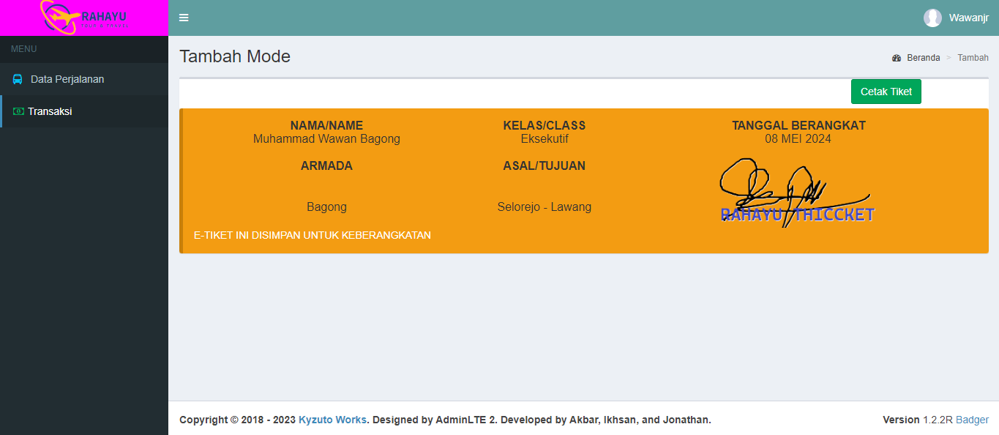 RAHAYU
TOUR & TRAVEL
Wawanjr
MENU
Data Perjalanan
Transaksi
Tambah Mode
Beranda > Tambah
Cetak Tiket
NAMA/NAME
Muhammad Wawan Bagong
KELAS/CLASS
Eksekutif
TANGGAL BERANGKAT
08 MEI 2024
ARMADA
Bagong
ASAL/TUJUAN
Selorejo - Lawang
RAHAYU THICCKET
E-TIKET INI DISIMPAN UNTUK KEBERANGKATAN
Copyright © 2018 - 2023 Kyzuto Works. Designed by AdminLTE 2. Developed by Akbar, Ikhsan, and Jonathan.
Version 1.2.2R Badger